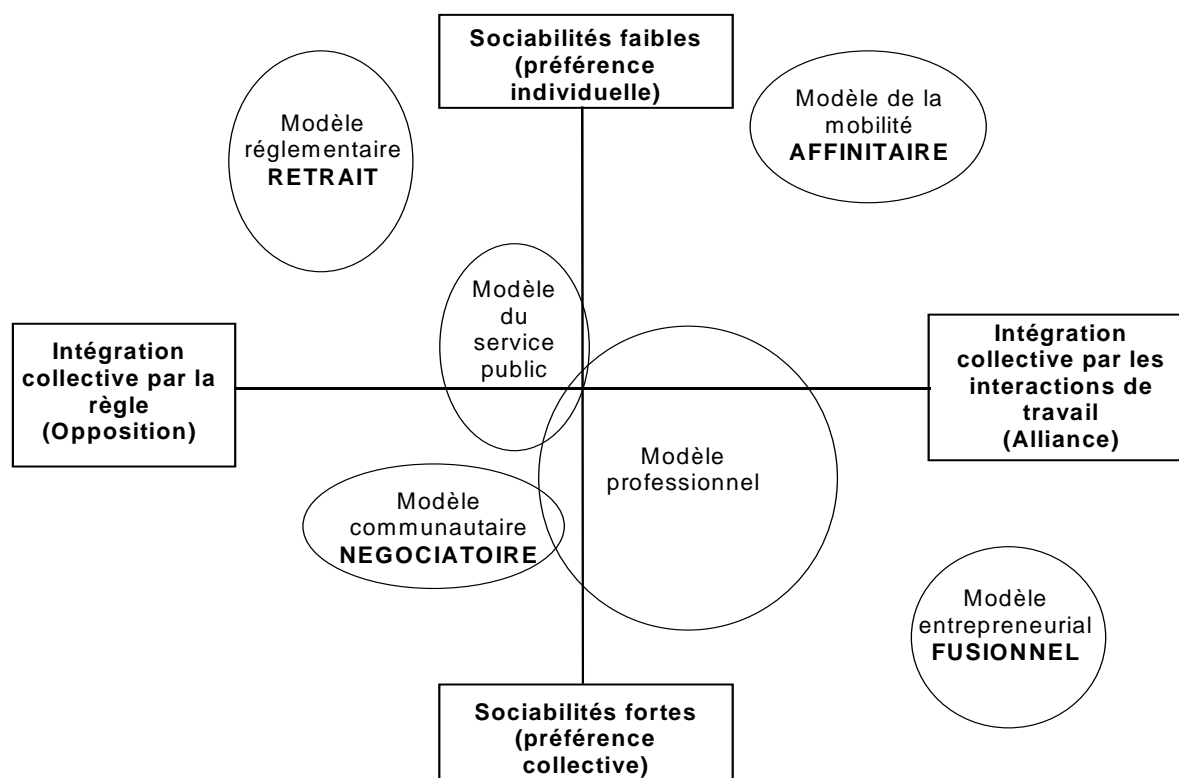 Sociabilités faibles
(préférence
individuelle)
Modèle
réglementaire
RETRAIT
Modèle de la
mobilité
AFFINITAIRE
Modèle
du
service
public
Intégration
collective par la
règle
(Opposition)
Intégration
collective par les
interactions de
travail
(Alliance)
Modèle
professionnel
Modèle
communautaire
NEGOCIATOIRE
Modèle
entrepreneurial
FUSIONNEL
Sociabilités fortes
(préférence
collective)